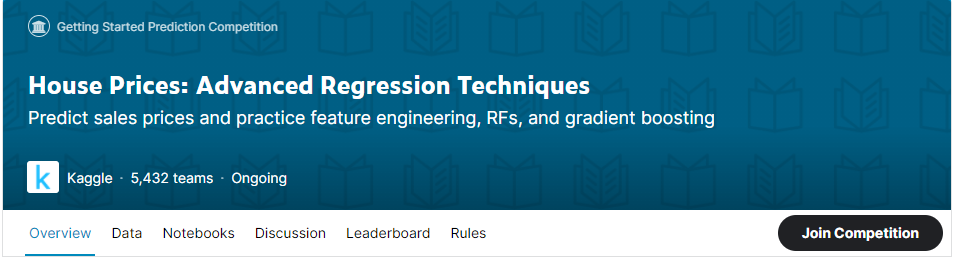 Getting Started Prediction Competition
House Prices: Advanced Regression Techniques
Predict sales prices and practice feature engineering, RFs, and gradient boosting
k Kaggle · 5,432 teams · Ongoing
Overview Data Notebooks Discussion Leaderboard Rules Join Competition